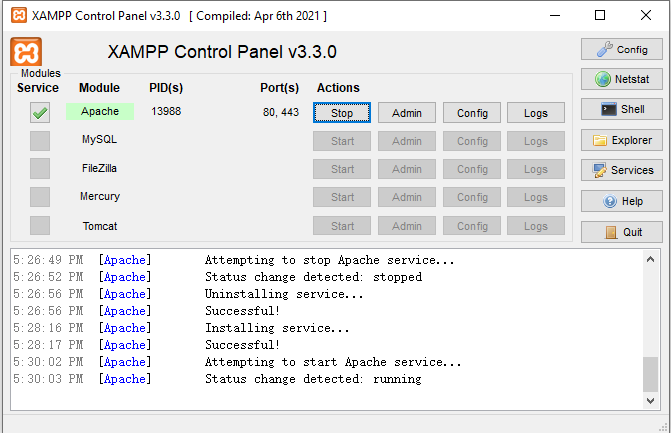 XAMPP Control Panel v3.3.0 [ Compiled: Apr 6th 2021 ]
XAMPP Control Panel v3.3.0
Config
Modules
Service Module PID(s) Port(s) Actions
Netstat
Apache 13988 80, 443 Stop Admin Config Logs
Shell
MySQL Start Admin Config Logs
Explorer
FileZilla Start Admin Config Logs
Services
Mercury Start Admin Config Logs
Help
Tomcat Start Admin Config Logs
Quit
5:26:49 PM [Apache] Attempting to stop Apache service...
5:26:52 PM [Apache] Status change detected: stopped
5:26:56 PM [Apache] Uninstalling service...
5:26:56 PM [Apache] Successful!
5:28:16 PM [Apache] Installing service...
5:28:17 PM [Apache] Successful!
5:30:02 PM [Apache] Attempting to start Apache service...
5:30:03 PM [Apache] Status change detected: running